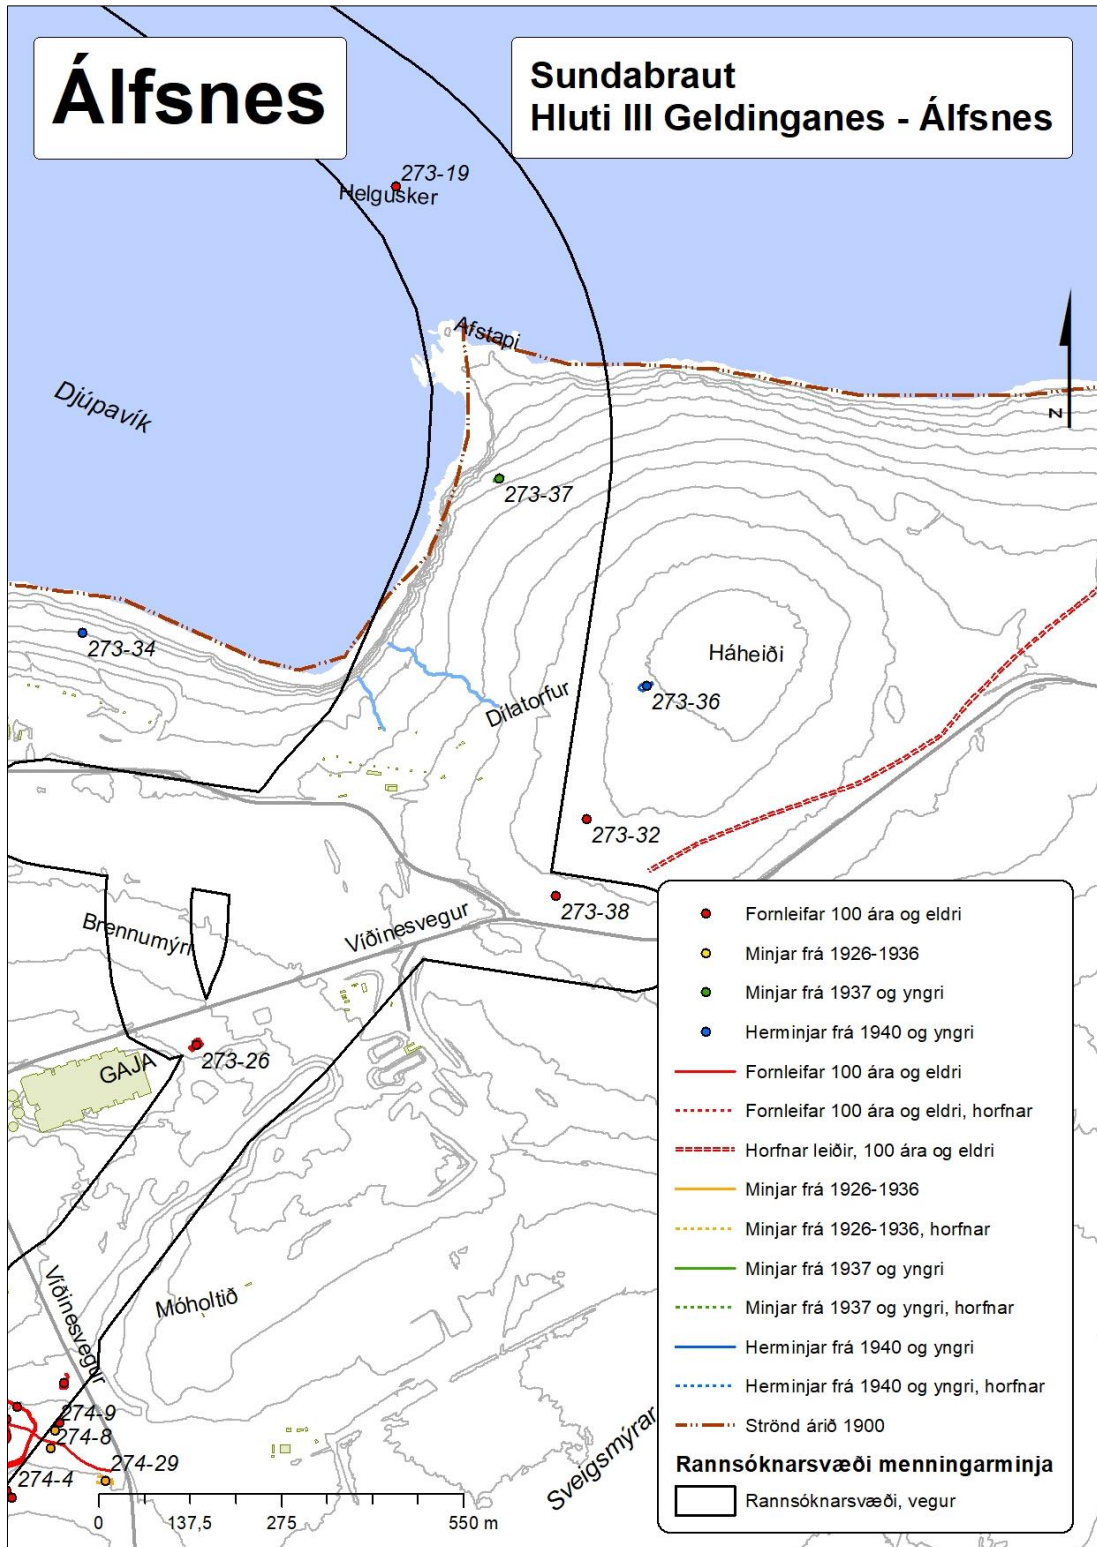 Álfsnes
Sundabraut
Hluti III Geldinganes - Álfsnes
273-19
Helgusker
Afstapi
Djúpavík
z
273-37
273-34
Háheiði
273-36
Dílatorfur
273-32
273-38
Brennumýri
Víðinesvegur
273-26
GAJA
Móholtið
Víðinesvegur
274-9
274-8
274-29
274-4
Sveigsmýrar
0 137,5 275 550 m
Fornleifar 100 ára og eldri
Minjar frá 1926-1936
Minjar frá 1937 og yngri
Herminjar frá 1940 og yngri
Fornleifar 100 ára og eldri
Fornleifar 100 ára og eldri, horfnar
Horfnar leiðir, 100 ára og eldri
Minjar frá 1926-1936
Minjar frá 1926-1936, horfnar
Minjar frá 1937 og yngri
Minjar frá 1937 og yngri, horfnar
Herminjar frá 1940 og yngri
Herminjar frá 1940 og yngri, horfnar
Strönd árið 1900
Rannsóknarsvæði menningarminja
Rannsóknarsvæði, vegur